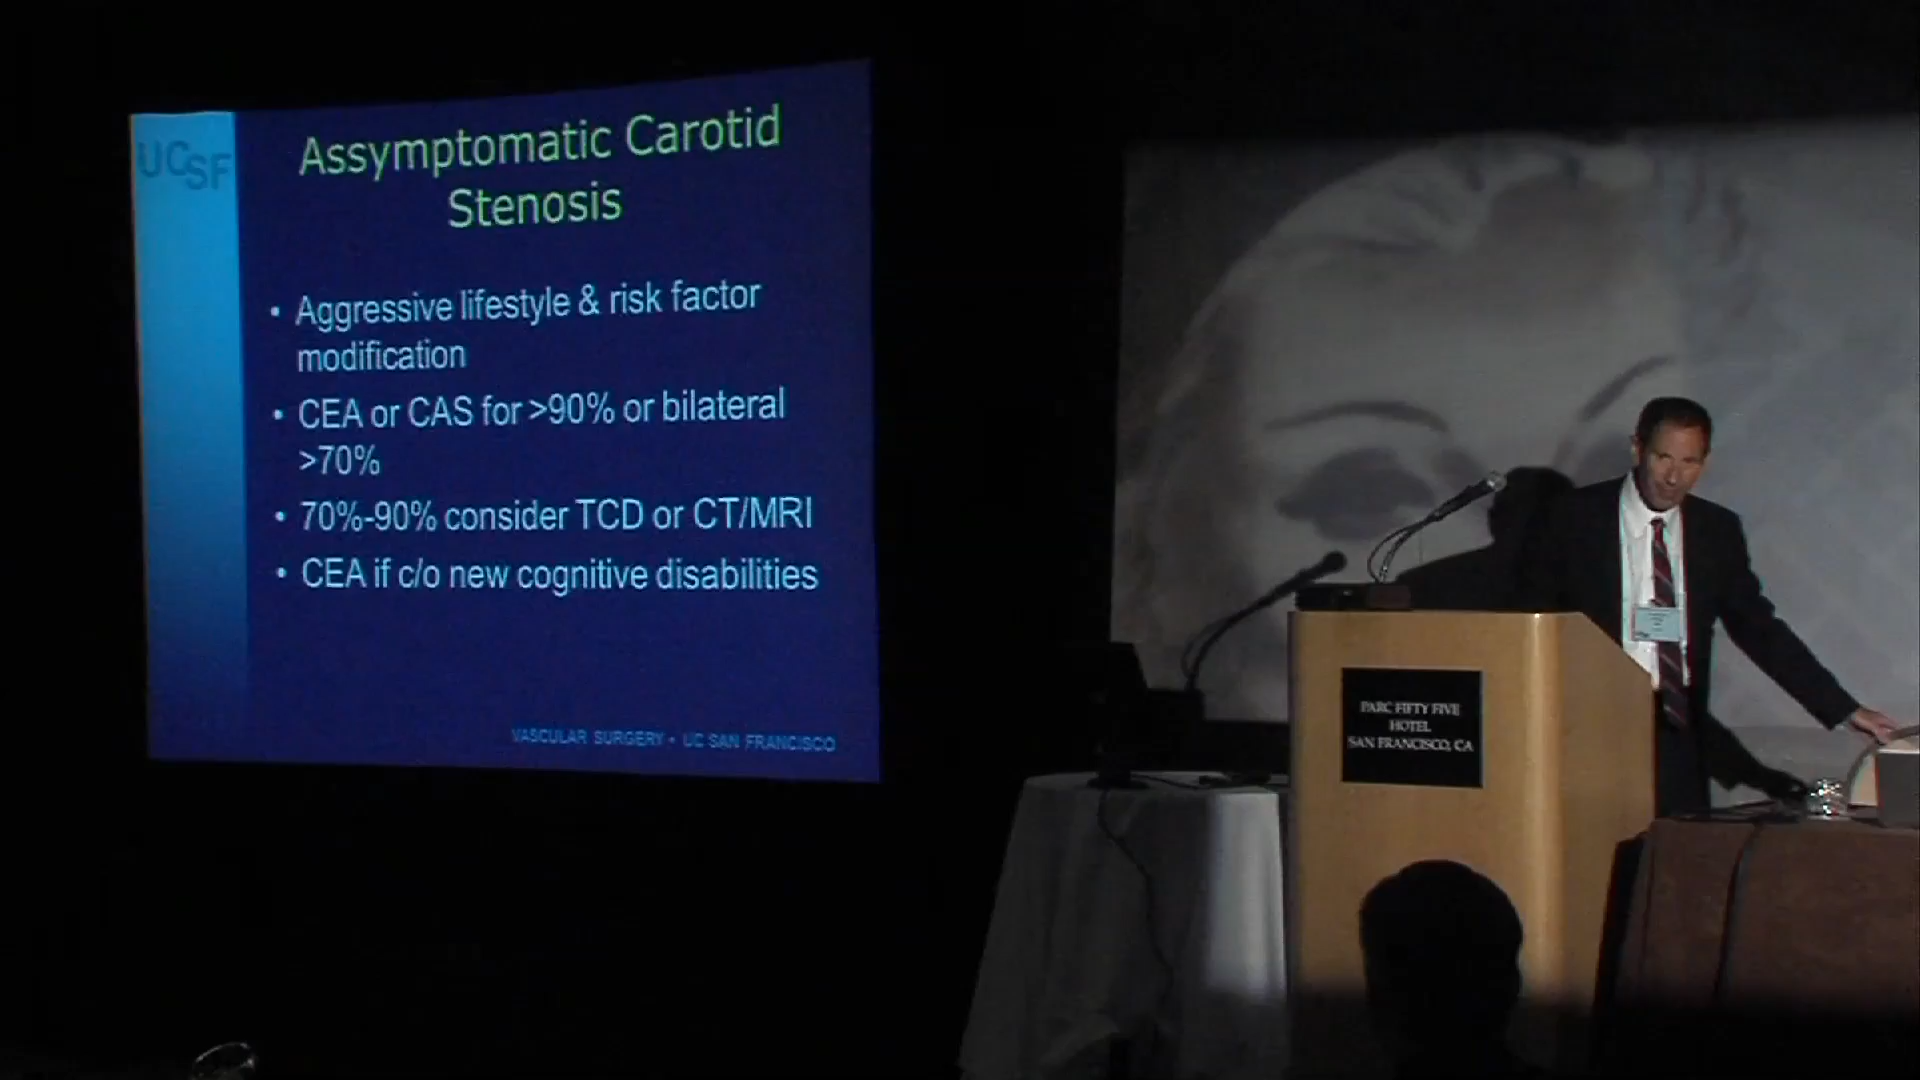 UCSF
Assymptomatic Carotid
Stenosis
• Aggressive lifestyle & risk factor
modification
• CEA or CAS for >90% or bilateral
>70%
• 70%-90% consider TCD or CT/MRI
• CEA if c/o new cognitive disabilities
VASCULAR SURGERY • UC SAN FRANCISCO
PARC FIFTY FIVE
HOTEL
SAN FRANCISCO, CA